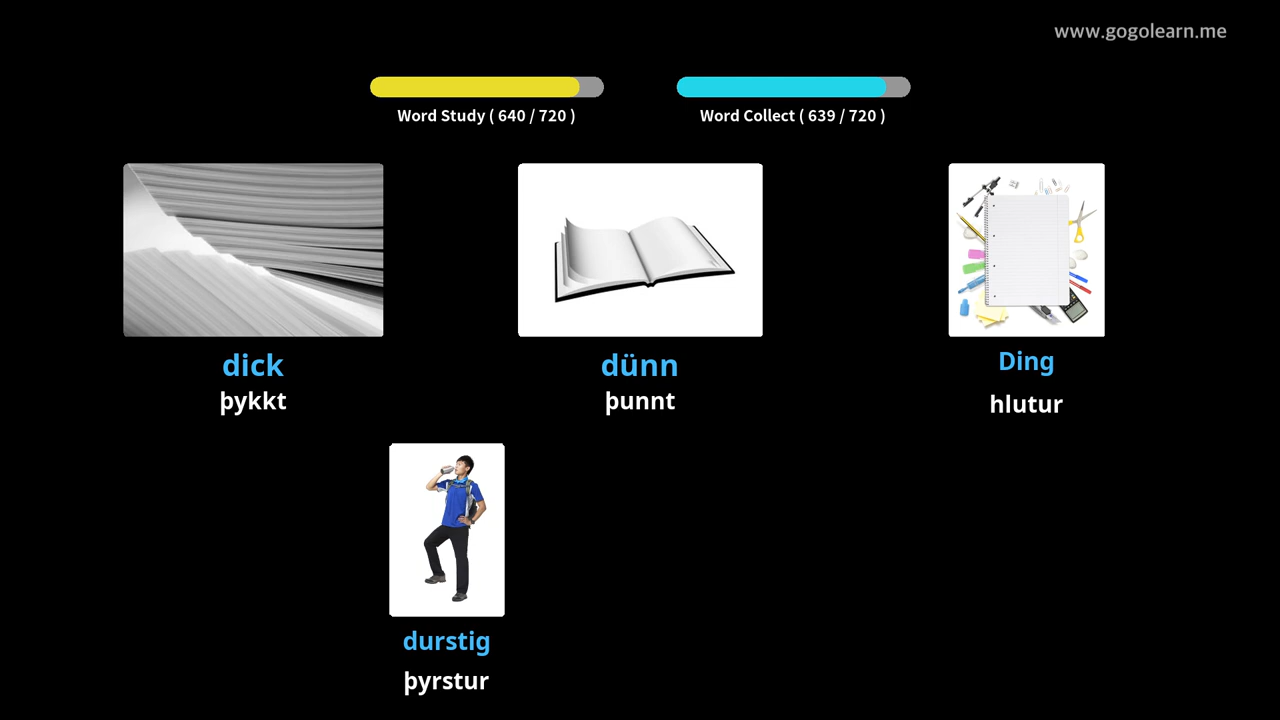 www.gogolearn.me
Word Study ( 640 / 720 )
Word Collect ( 639 / 720 )
dick
þykkt
dünn
þunnt
Ding
hlutur
durstig
þyrstur